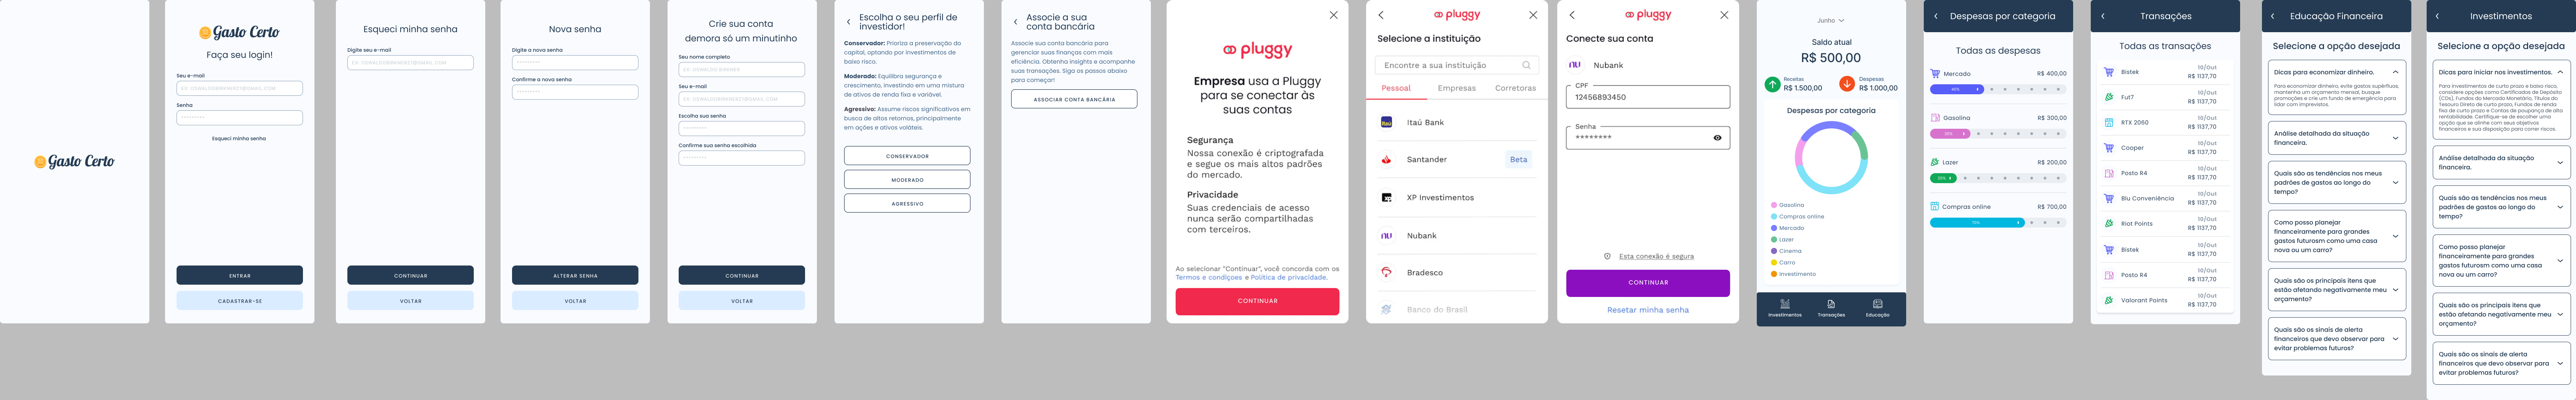 Gasto Certo
Gasto Certo
Faça seu login!
Seu e-mail
EX: OSWALDOBRNINER21@GMAIL.COM
Senha
Esqueci minha senha
ENTRAR
CADASTRAR-SE
Esqueci minha senha
Digite seu e-mail
CONTINUAR
VOLTAR
Nova senha
Digite a nova senha
Confirme a nova senha
ALTERAR SENHA
VOLTAR
Crie sua conta
demora só um minutinho
Seu nome completo
Seu e-mail
Escolha sua senha
Confirme sua senha escolhida
CONTINUAR
VOLTAR
Escolha o seu perfil de
investidor!
Conservador: Prioriza a preservação do
capital, optando por investimentos de
baixo risco.
Moderado: Equilibra segurança e
crescimento, investindo em uma mistura
de ativos de renda fixa e variável.
Agressivo: Assume riscos significativos em
busca de altos retornos, principalmente
em ações e ativos voláteis.
CONSERVADOR
MODERADO
AGRESSIVO
Associe a sua
conta bancária
Associe sua conta bancária para
gerenciar suas finanças com mais
eficiência. Obtenha insights e acompanhe
suas transações. Siga os passos abaixo
para começar!
ASSOCIAR CONTA BANCÁRIA
pluggy
Empresa usa a Pluggy
para se conectar às
suas contas
Segurança
Nossa conexão é criptografada
e segue os mais altos padrões
do mercado.
Privacidade
Suas credenciais de acesso
nunca serão compartilhadas
com terceiros.
Ao selecionar "Continuar", você concorda com os
Termos e condiçoes e Política de privacidade.
CONTINUAR
pluggy
Selecione a instituição
Encontre a sua instituição
Pessoal Empresas Corretoras
Itaú Itaú Bank
Santander Beta
XP XP Investimentos
nu Nubank
Bradesco
Banco do Brasil
pluggy
Conecte sua conta
nu Nubank
CPF
12456893450
Senha
********
Esta conexão é segura
CONTINUAR
Resetar minha senha
Junho
Saldo atual
R$ 500,00
Receitas
R$ 1.500,00
Despesas
R$ 1.000,00
Despesas por categoria
Gasolina
Compras online
Mercado
Lazer
Cinema
Carro
Investimento
Investimentos Transações Educação
Despesas por categoria
Todas as despesas
Mercado R$ 400,00
40%
Gasolina R$ 300,00
30%
Lazer R$ 200,00
20%
Compras online R$ 700,00
70%
Transações
Todas as transações
Bistek 10/Out
R$ 1137,70
Fut7 10/Out
R$ 1137,70
RTX 2060 10/Out
R$ 1137,70
Cooper 10/Out
R$ 1137,70
Posto R4 10/Out
R$ 1137,70
Blu Conveniência 10/Out
R$ 1137,70
Riot Points 10/Out
R$ 1137,70
Bistek 10/Out
R$ 1137,70
Posto R4 10/Out
R$ 1137,70
Valorant Points 10/Out
R$ 1137,70
Educação Financeira
Selecione a opção desejada
Dicas para economizar dinheiro.
Para economizar dinheiro, evite gastos supérfluos,
mantenha um orçamento mensal, busque
promoções e crie um fundo de emergência para
lidar com imprevistos.
Análise detalhada da situação
financeira.
Quais são as tendências nos meus
padrões de gastos ao longo do
tempo?
Como posso planejar
financeiramente para grandes
gastos futurosm como uma casa
nova ou um carro?
Quais são os principais itens que
estão afetando negativamente meu
orçamento?
Quais são os sinais de alerta
financeiros que devo observar para
evitar problemas futuros?
Investimentos
Selecione a opção desejada
Dicas para iniciar nos investimentos.
Para investimentos de curto prazo e baixo risco,
considere opções como Certificados de Depósito
(CDs), Fundos de Mercado Monetário, Títulos do
Tesouro Direto de curto prazo, Fundos de renda
fixa de curto prazo e Contas de poupança de alta
rentabilidade. Certifique-se de escolher uma
opção que se alinhe com seus objetivos
financeiros e sua disposição para correr riscos.
Análise detalhada da situação
financeira.
Quais são as tendências nos meus
padrões de gastos ao longo do
tempo?
Como posso planejar
financeiramente para grandes
gastos futurosm como uma casa
nova ou um carro?
Quais são os principais itens que
estão afetando negativamente meu
orçamento?
Quais são os sinais de alerta
financeiros que devo observar para
evitar problemas futuros?